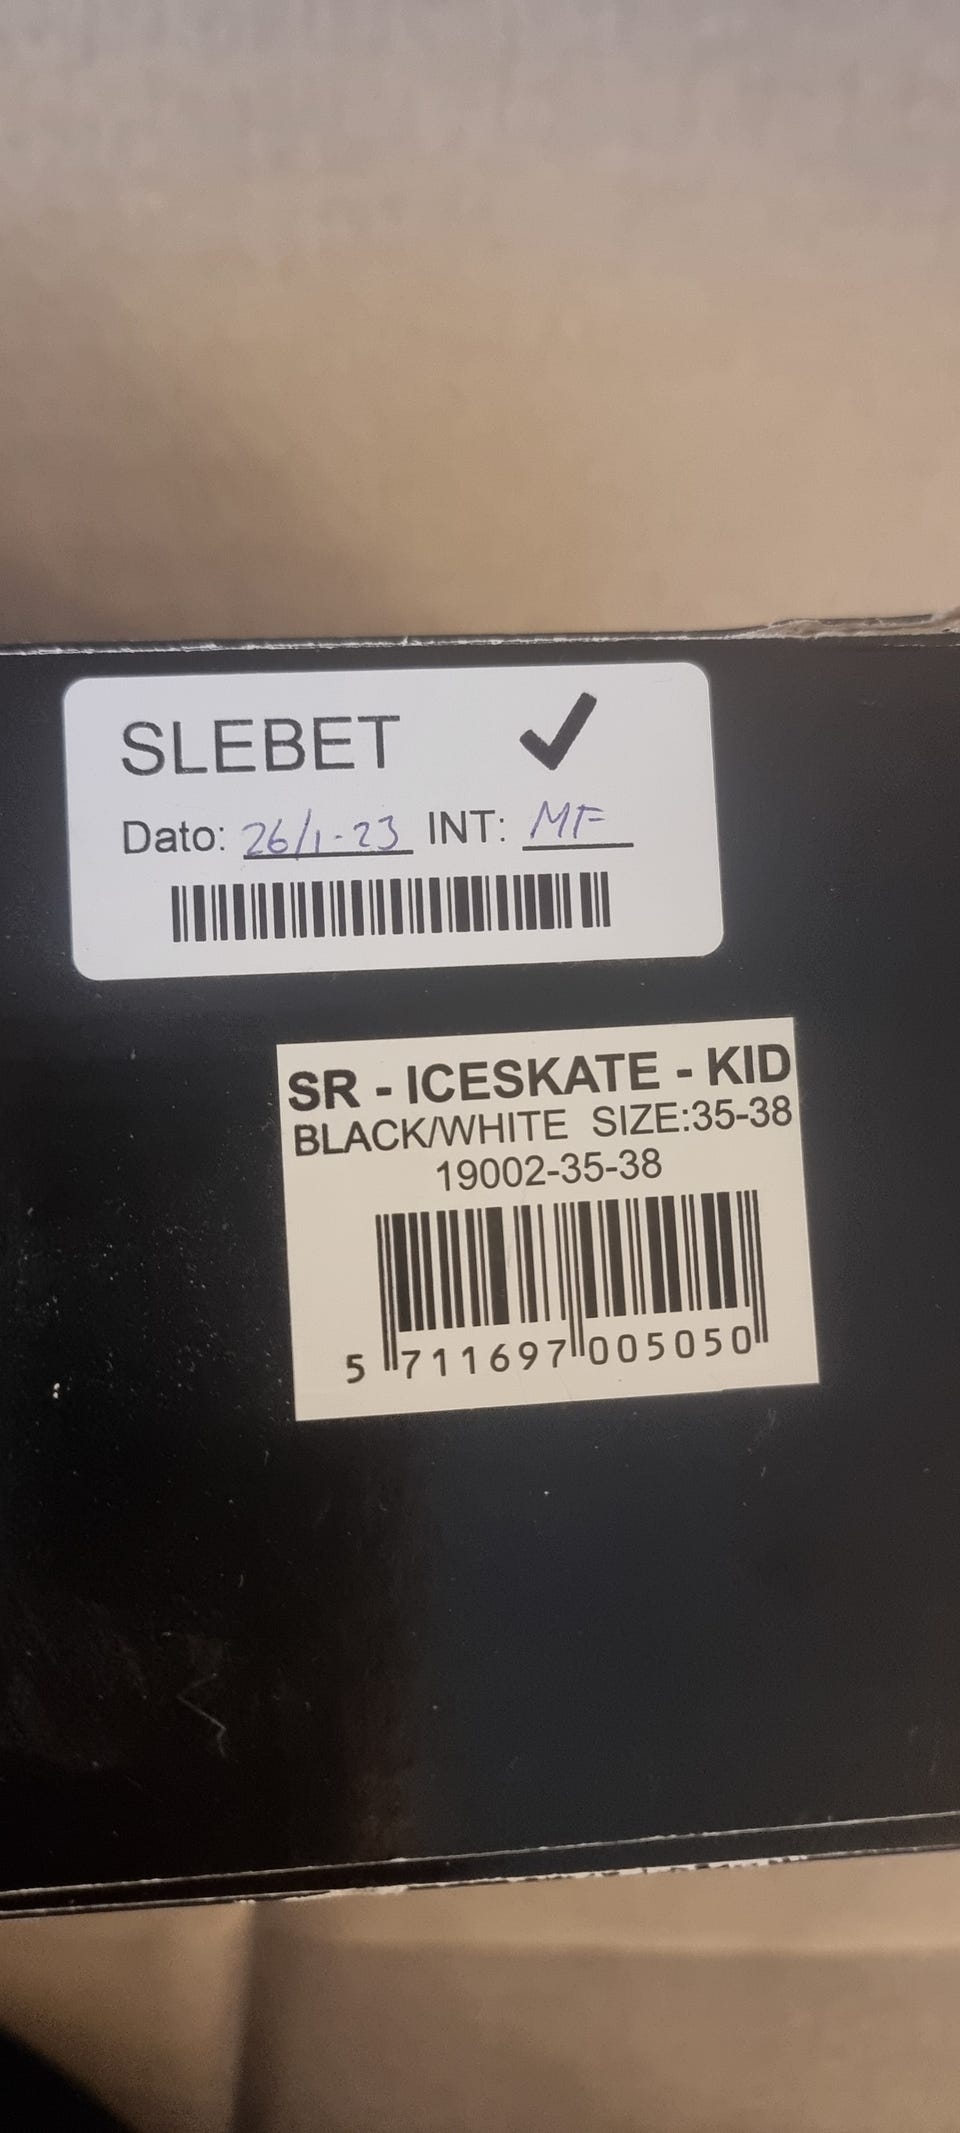 SLEBET ✓
Dato: 26/1-23 INT: MF
SR - ICESKATE - KID
BLACK/WHITE SIZE:35-38
19002-35-38
5 711697 005050